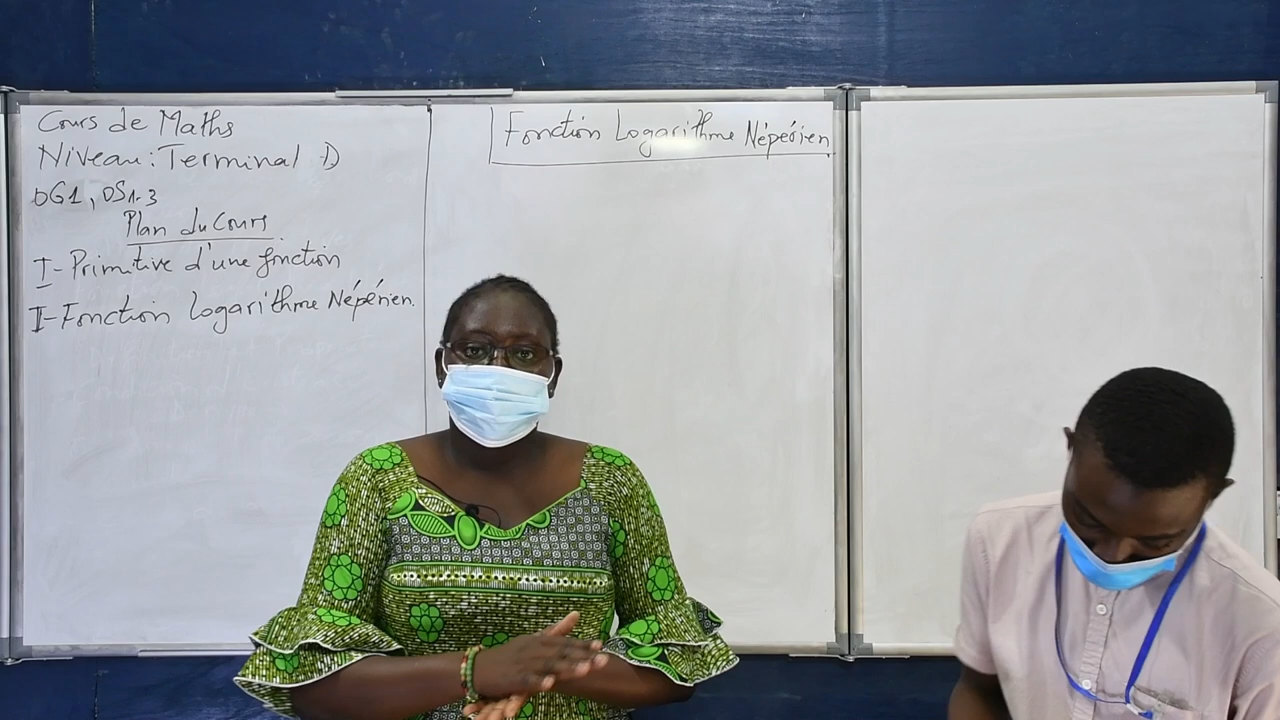 Cours de Maths
Niveau : Terminal D
OG1, OS1.3
Plan du Cours
I- Primitive d'une fonction
II- Fonction Logarithme Népérien.
Fonction Logarithme Népérien